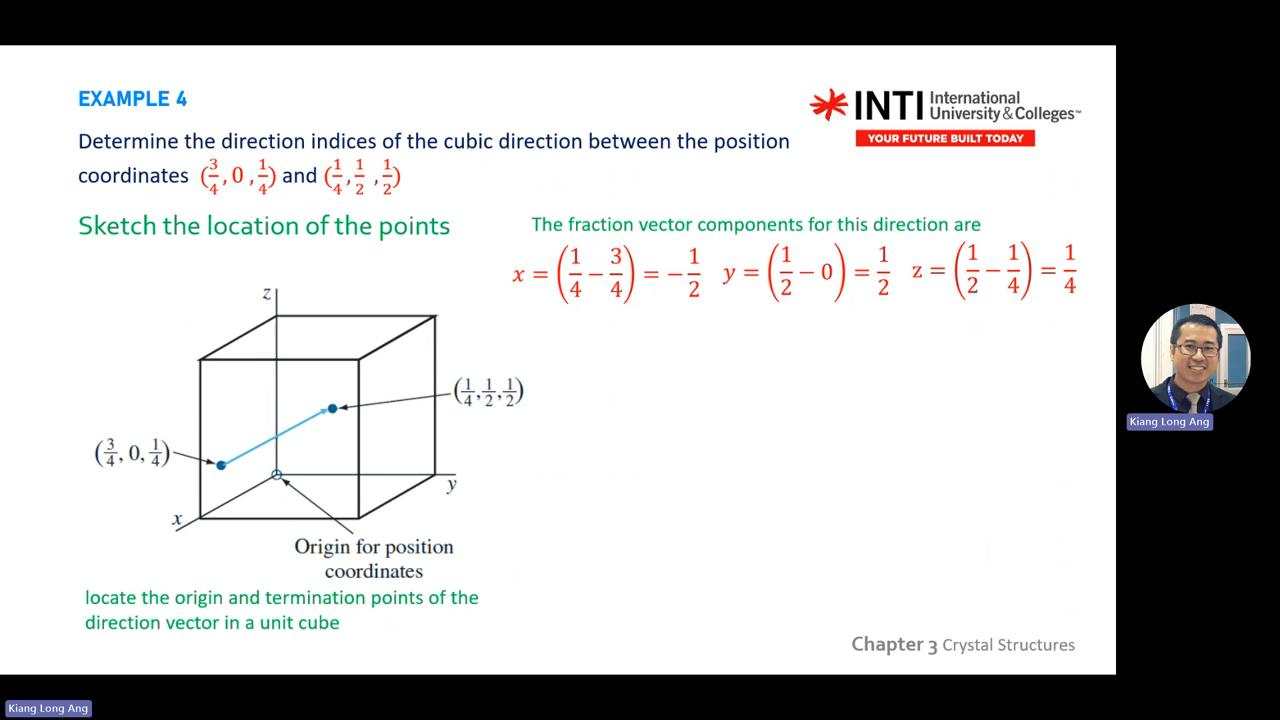 EXAMPLE 4
INTI International University & Colleges™
YOUR FUTURE BUILT TODAY
Determine the direction indices of the cubic direction between the position
coordinates (3/4, 0, 1/4) and (1/4, 1/2, 1/2)
Sketch the location of the points
The fraction vector components for this direction are
x = (1/4 − 3/4) = −1/2 y = (1/2 − 0) = 1/2 z = (1/2 − 1/4) = 1/4
z
(1/4, 1/2, 1/2)
(3/4, 0, 1/4)
y
x
Origin for position
coordinates
locate the origin and termination points of the
direction vector in a unit cube
Chapter 3 Crystal Structures
Kiang Long Ang
Kiang Long Ang